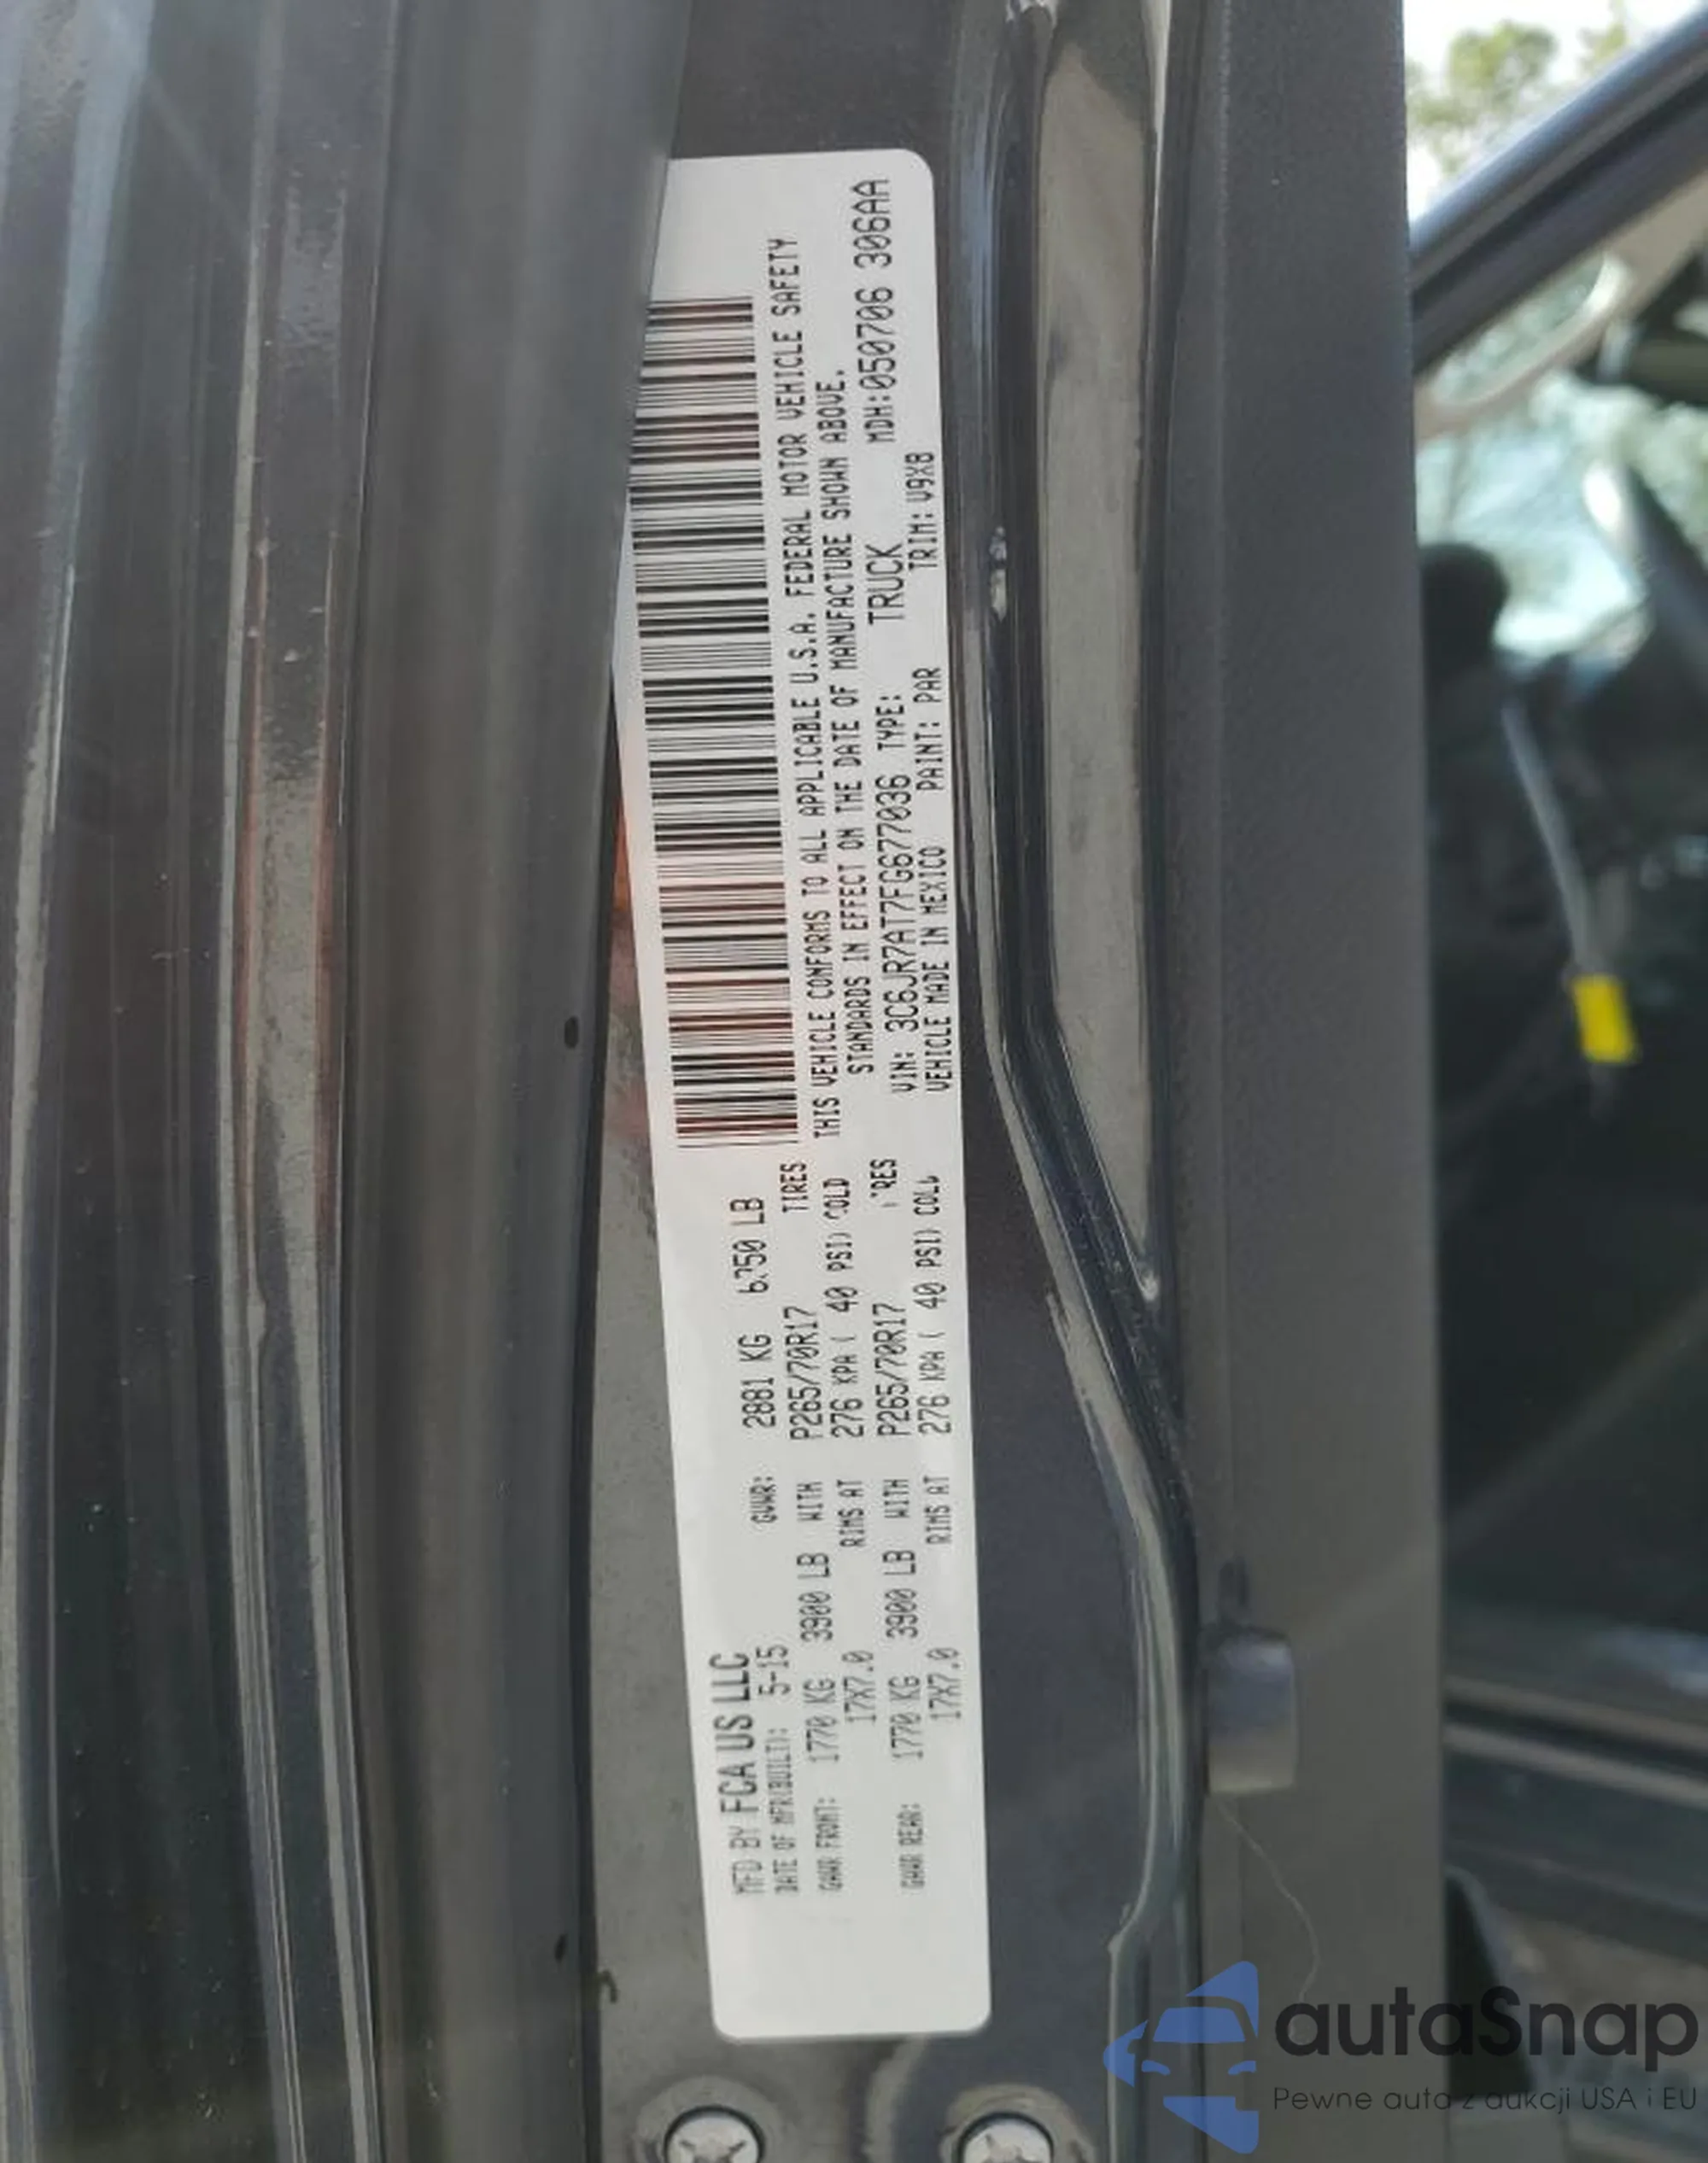 MFD BY FCA US LLC
DATE OF MFR(BUILT): 5-15 GVWR: 2881 KG LB
GAWR FRONT: 1770 KG 3900 LB WITH P265/70R17 TIRES
17X7.0 RIMS AT 276 KPA ( 40 PSI) COLD
GAWR REAR: 1770 KG 3900 LB WITH P265/70R17
17X7.0 RIMS AT 276 KPA ( 40 PSI) COLD
THIS VEHICLE CONFORMS TO ALL APPLICABLE U.S.A. FEDERAL MOTOR VEHICLE SAFETY
STANDARDS IN EFFECT ON THE DATE OF MANUFACTURE SHOWN ABOVE.
VIN: 3C6JR7AT7FG677036 TYPE: TRUCK MDH:050706 306AA
VEHICLE MADE IN MEXICO PAINT: PAR TRIM: V9X8
autaSnap
Pewne auta z aukcji USA i EU